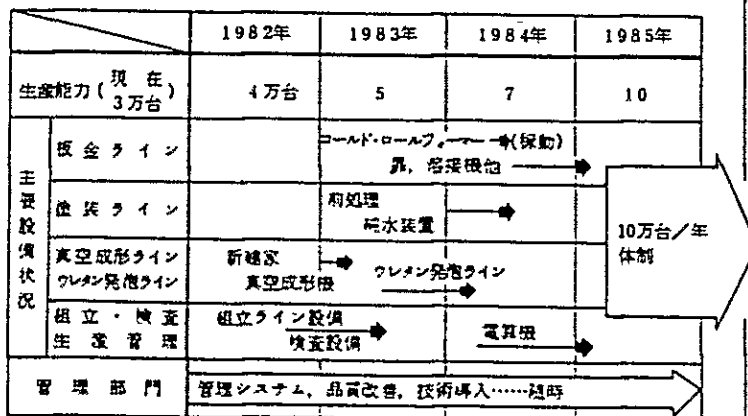 1982年 1983年 1984年 1985年
生産能力(現在3万台) 4万台 5 7 10
主要設備状況
板金ライン
コールド・ロールフォーマー (稼動)
扉, 溶接機他
塗装ライン
前処理
純水装置
真空成形ライン
ウレタン発泡ライン
新建家
真空成形機
ウレタン発泡ライン
組立・検査
生産管理
組立ライン設備
検査設備
電算機
10万台/年
体制
管理部門 管理システム, 品質改善, 技術導入……随時